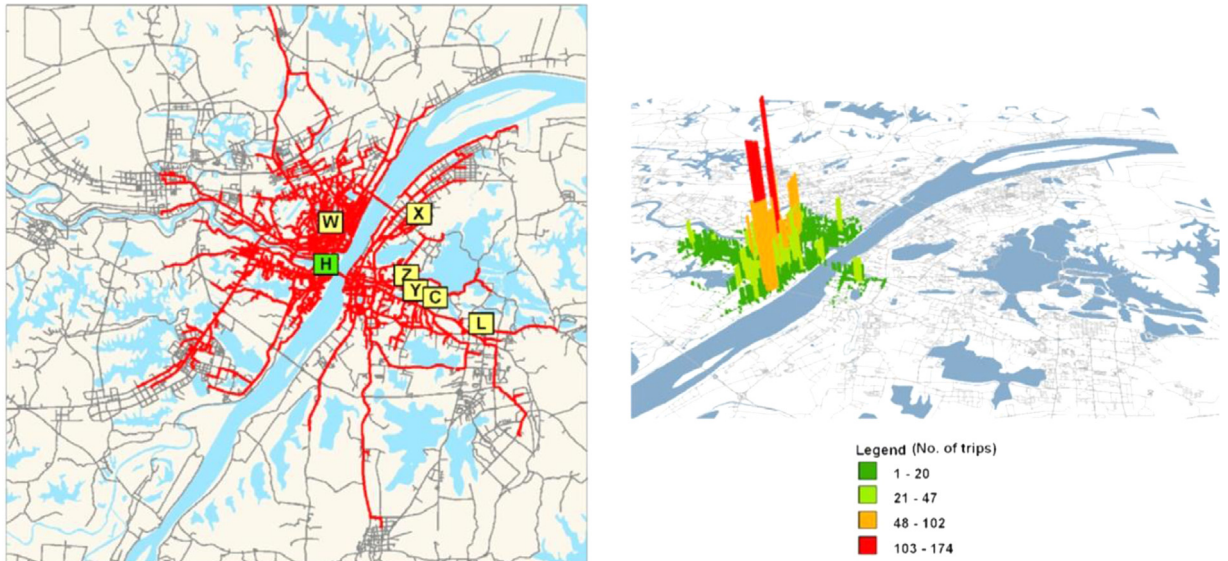 W
X
H
Z
Y
C
L
Legend (No. of trips)
1 - 20
21 - 47
48 - 102
103 - 174